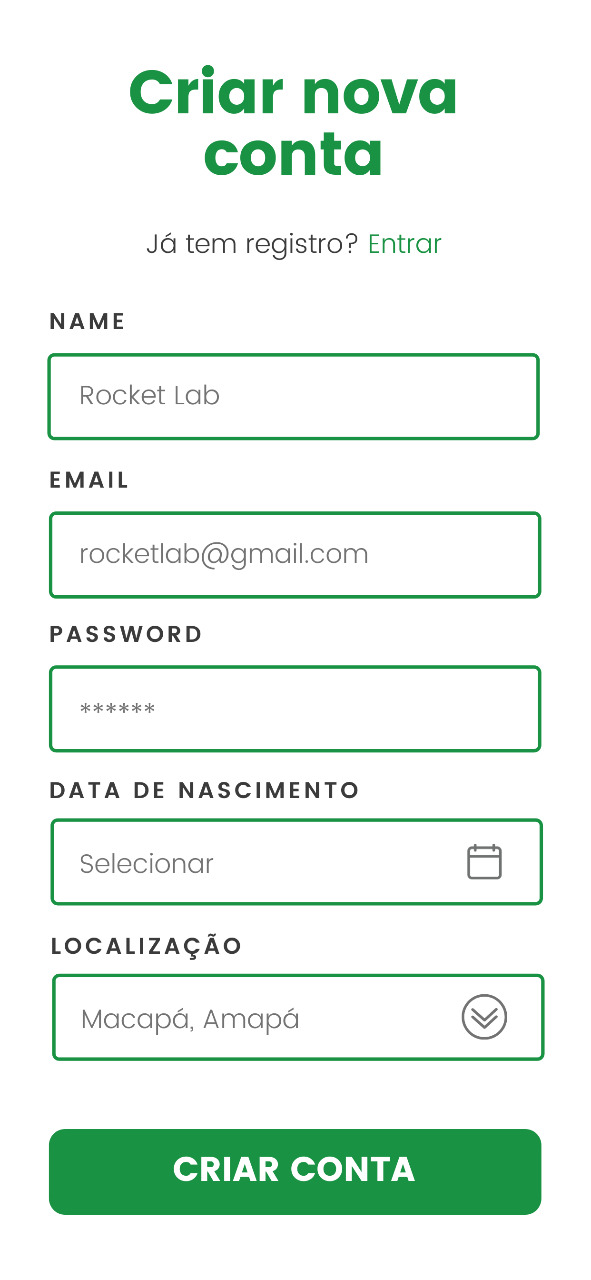 Criar nova
conta
Já tem registro? Entrar
NAME
Rocket Lab
EMAIL
rocketlab@gmail.com
PASSWORD
******
DATA DE NASCIMENTO
Selecionar
LOCALIZAÇÃO
Macapá, Amapá
CRIAR CONTA